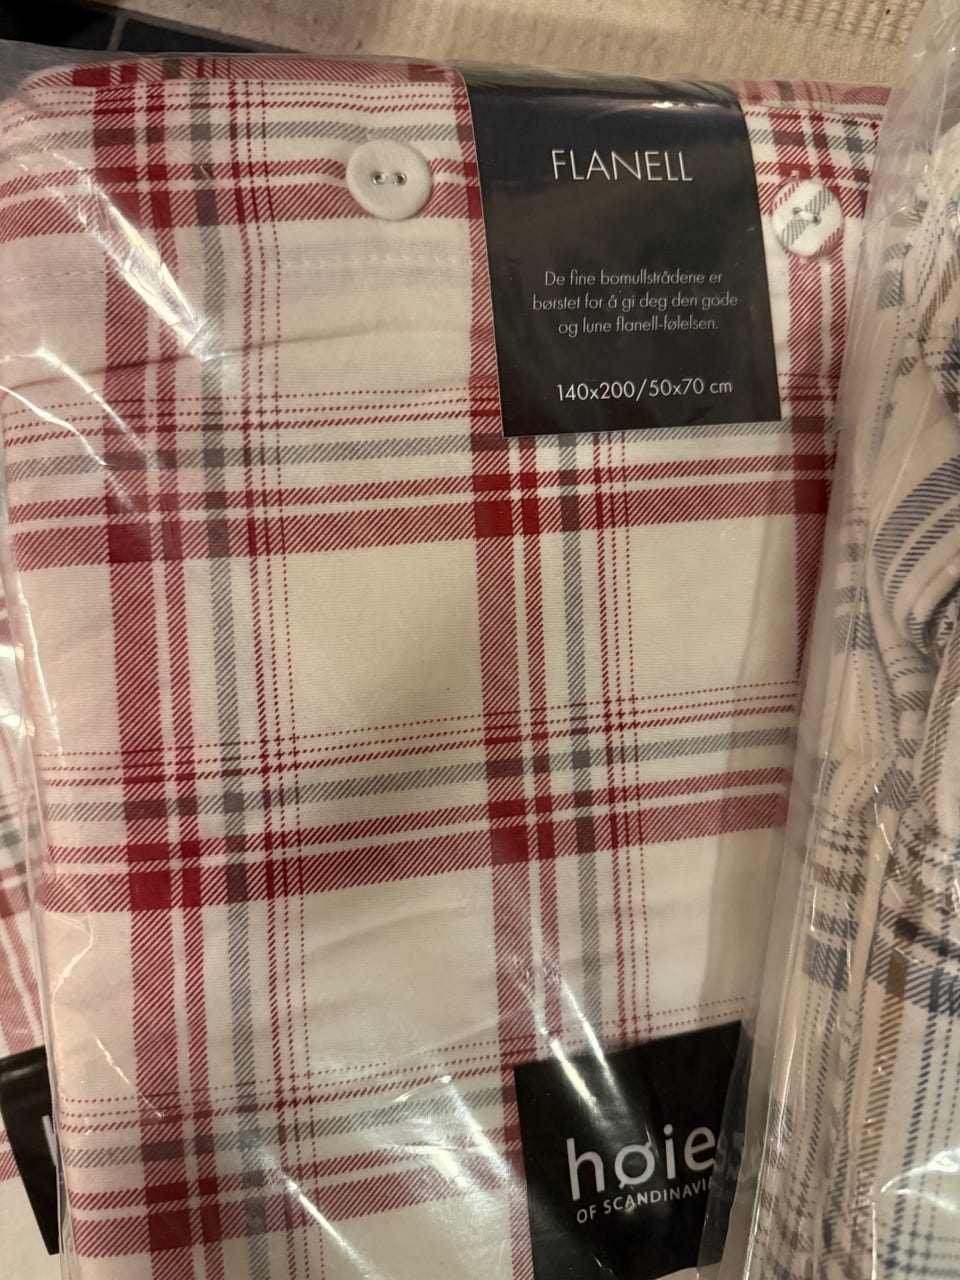 FLANELL
De fine bomullstrådene er
børstet for å gi deg den gode
og lune flanell-følelsen.
140x200/50x70 cm
høie
OF SCANDINAVIA